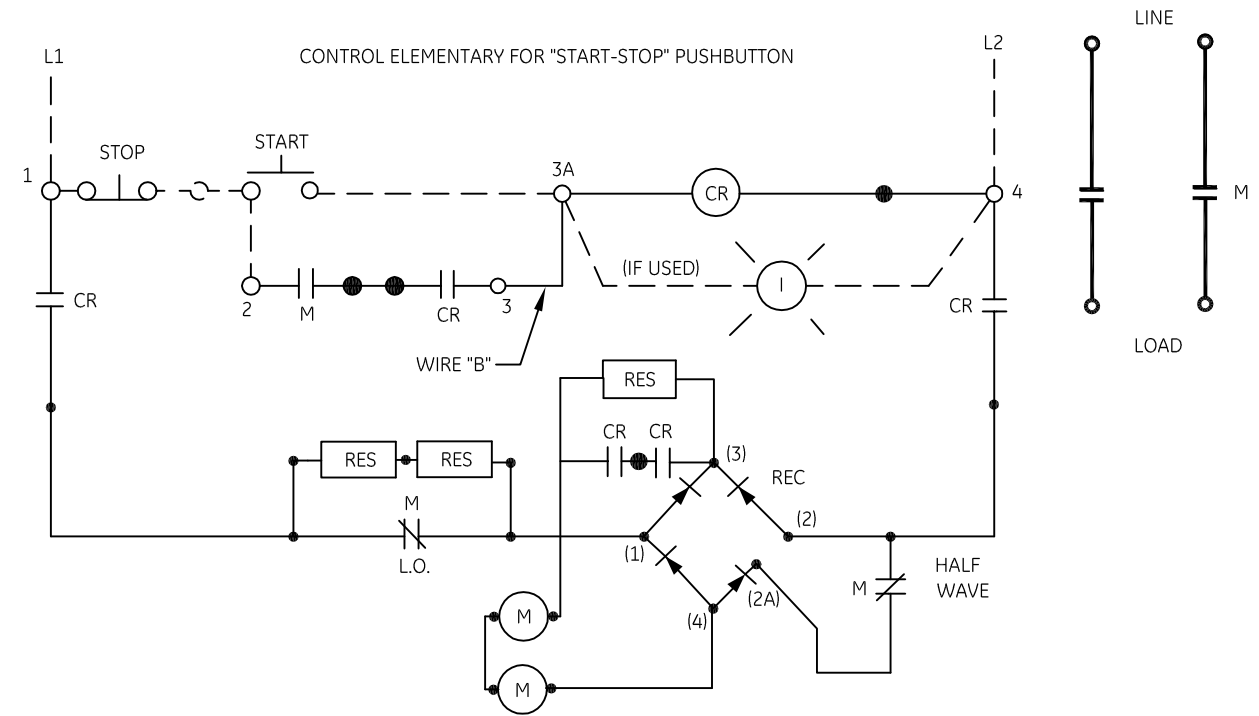 LINE
L1
CONTROL ELEMENTARY FOR "START-STOP" PUSHBUTTON
L2
STOP
START
1
3A
CR
4
M
(IF USED)
I
CR
2
M
CR
3
CR
WIRE "B"
LOAD
RES
CR CR
(3)
RES RES
REC
M
(2)
(1)
L.O.
HALF
WAVE
M
(2A)
(4)
M
M